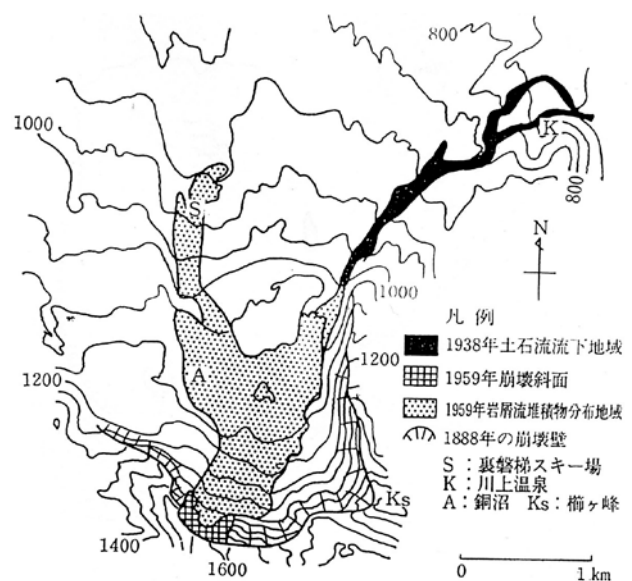 800
1000
K
S
800
N
1000
凡例
1938年土石流流下地域
1200
1959年崩壊斜面
A
1200
1959年岩屑流堆積物分布地域
1888年の崩壊壁
S：裏磐梯スキー場
K：川上温泉
A：銅沼 Ks：櫛ヶ峰
Ks
1400
1600
0 1km